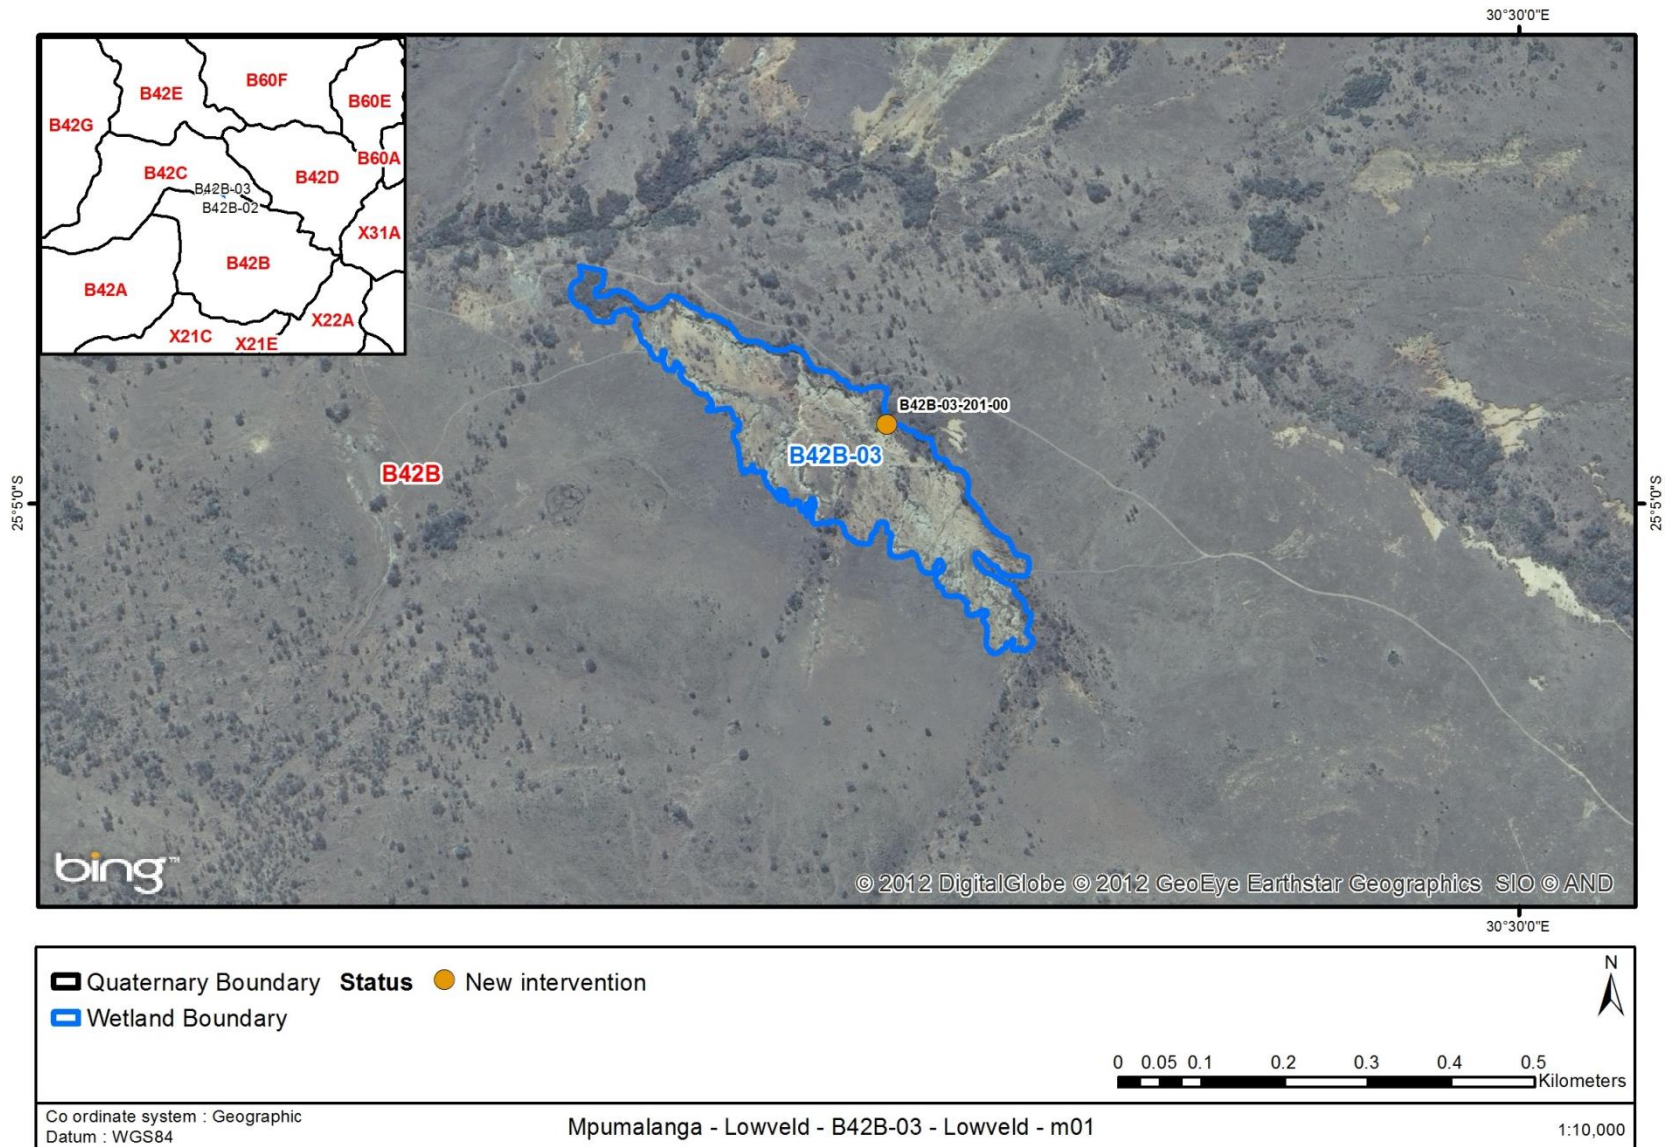 30°30'0"E
B42E
B60F
B60E
B42G
B60A
B42C
B42D
B42B-03
B42B-02
X31A
B42B
B42A
X22A
X21C
X21E
B42B-03-201-00
B42B-03
B42B
25°5'0"S
25°5'0"S
bing™
© 2012 DigitalGlobe © 2012 GeoEye Earthstar Geographics SIO © AND
30°30'0"E
Quaternary Boundary Status New intervention
Wetland Boundary
N
0 0.05 0.1 0.2 0.3 0.4 0.5
Kilometers
Co ordinate system : Geographic
Datum : WGS84
Mpumalanga - Lowveld - B42B-03 - Lowveld - m01
1:10,000